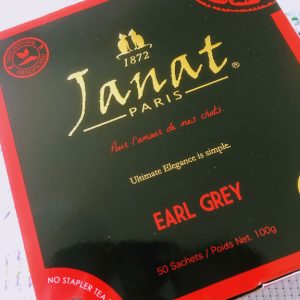 1872
Janat®
PARIS
Pour l'amour de mes chats.
Ultimate Elegance is simple.
EARL GREY
50 Sachets / Poids Net 100g
NO STAPLER TEA